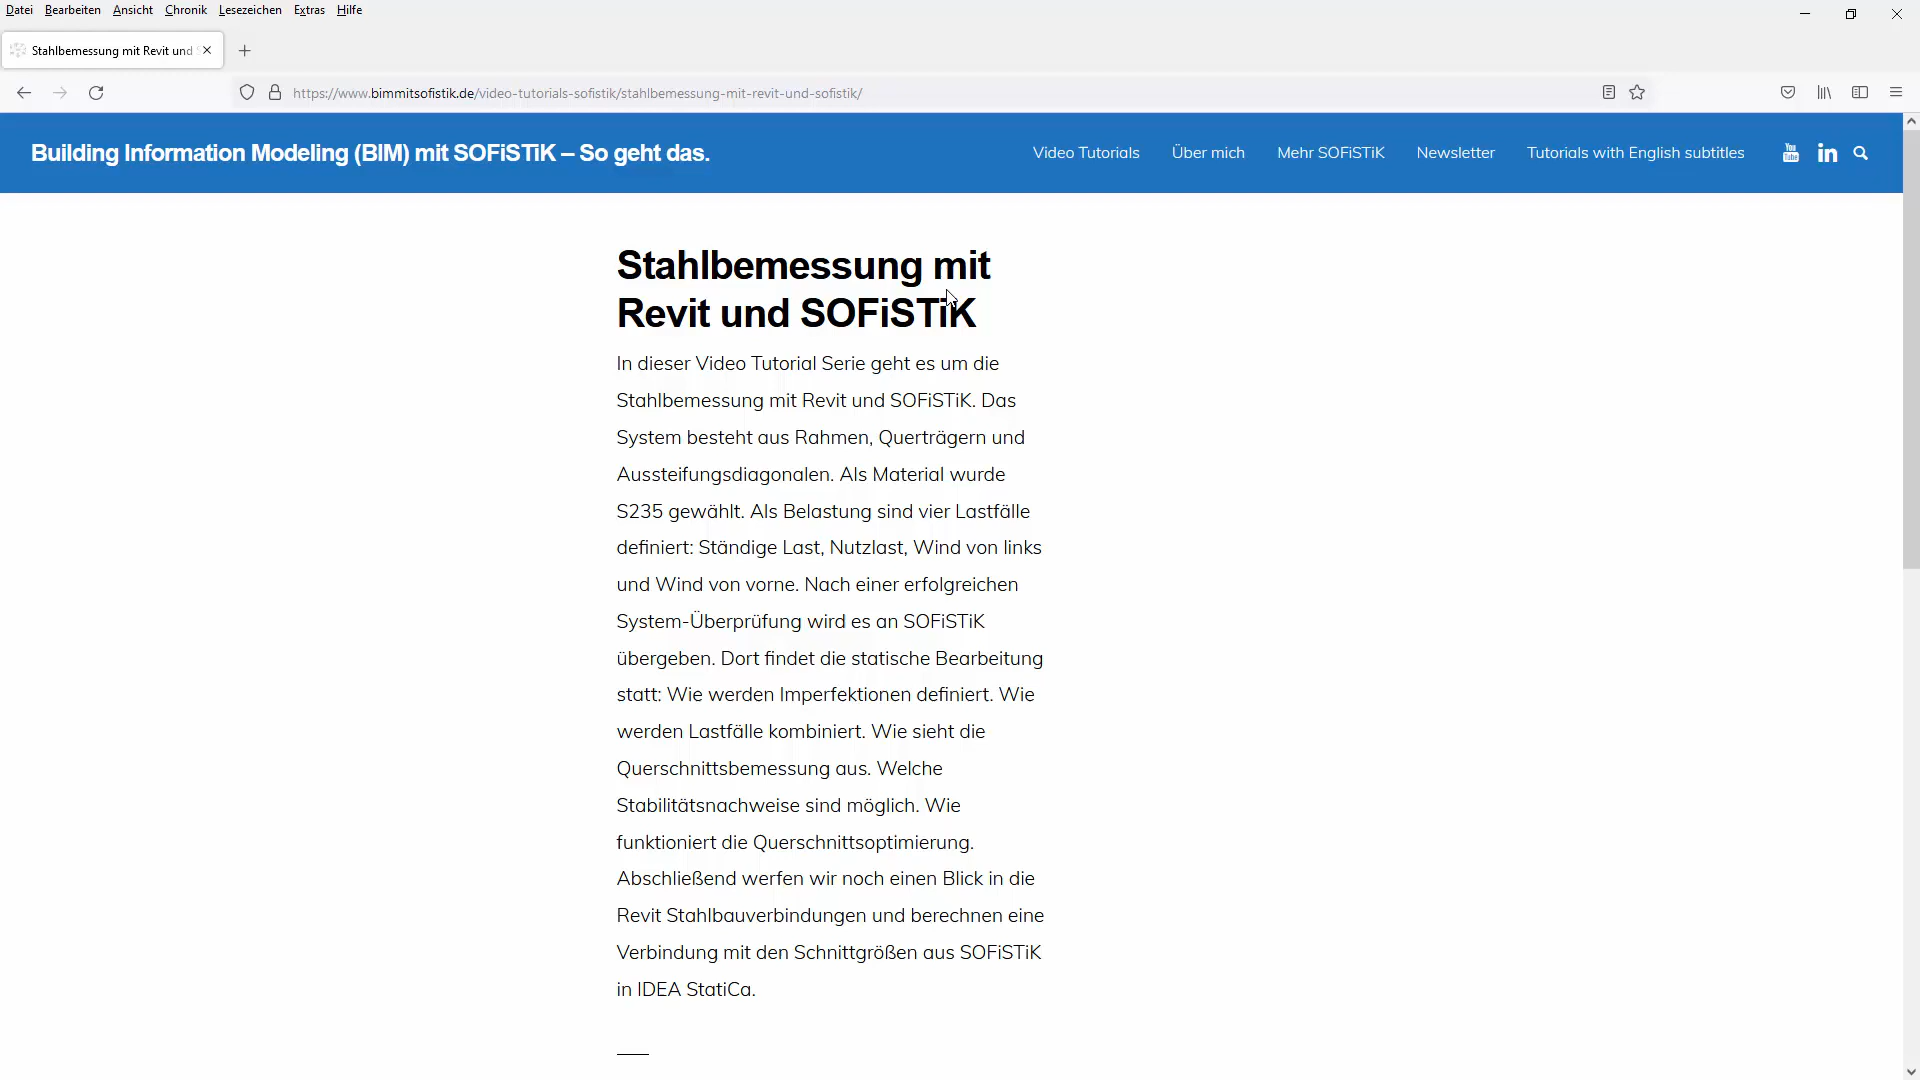 Datei Bearbeiten Ansicht Chronik Lesezeichen Extras Hilfe
Stahlbemessung mit Revit und
https://www.bimmitsofistik.de/video-tutorials-sofistik/stahlbemessung-mit-revit-und-sofistik/
Building Information Modeling (BIM) mit SOFiSTiK – So geht das.
Video Tutorials Über mich Mehr SOFiSTiK Newsletter Tutorials with English subtitles You Tube in
Stahlbemessung mit
Revit und SOFiSTiK
In dieser Video Tutorial Serie geht es um die
Stahlbemessung mit Revit und SOFiSTiK. Das
System besteht aus Rahmen, Querträgern und
Aussteifungsdiagonalen. Als Material wurde
S235 gewählt. Als Belastung sind vier Lastfälle
definiert: Ständige Last, Nutzlast, Wind von links
und Wind von vorne. Nach einer erfolgreichen
System-Überprüfung wird es an SOFiSTiK
übergeben. Dort findet die statische Bearbeitung
statt: Wie werden Imperfektionen definiert. Wie
werden Lastfälle kombiniert. Wie sieht die
Querschnittsbemessung aus. Welche
Stabilitätsnachweise sind möglich. Wie
funktioniert die Querschnittsoptimierung.
Abschließend werfen wir noch einen Blick in die
Revit Stahlbauverbindungen und berechnen eine
Verbindung mit den Schnittgrößen aus SOFiSTiK
in IDEA StatiCa.